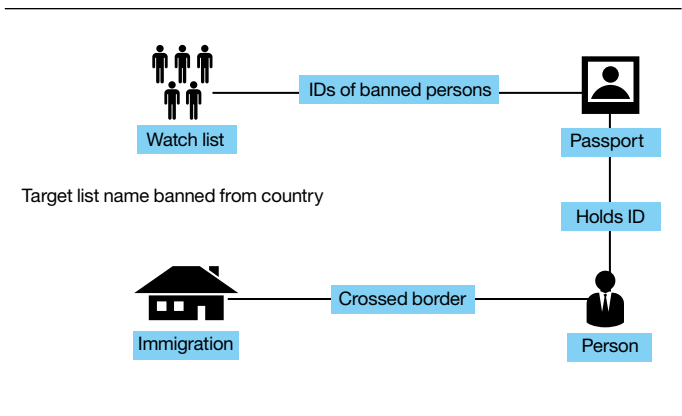 IDs of banned persons
Watch list
Passport
Target list name banned from country
Holds ID
Crossed border
Immigration
Person